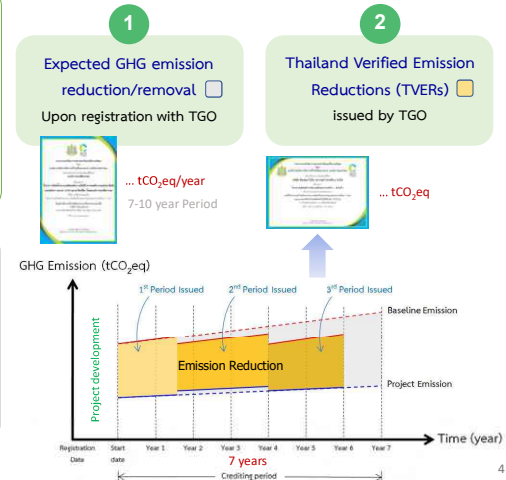 1
Expected GHG emission
reduction/removal
Upon registration with TGO
2
Thailand Verified Emission
Reductions (TVERs)
issued by TGO
... tCO₂eq/year
7-10 year Period
... tCO₂eq
GHG Emission (tCO₂eq)
1st Period Issued
2nd Period Issued
3rd Period Issued
Baseline Emission
Project development
Emission Reduction
Project Emission
Time (year)
Registration
Date
Start
date
Year 1
Year 2
Year 3
Year 4
Year 5
Year 6
Year 7
7 years
Crediting period
4